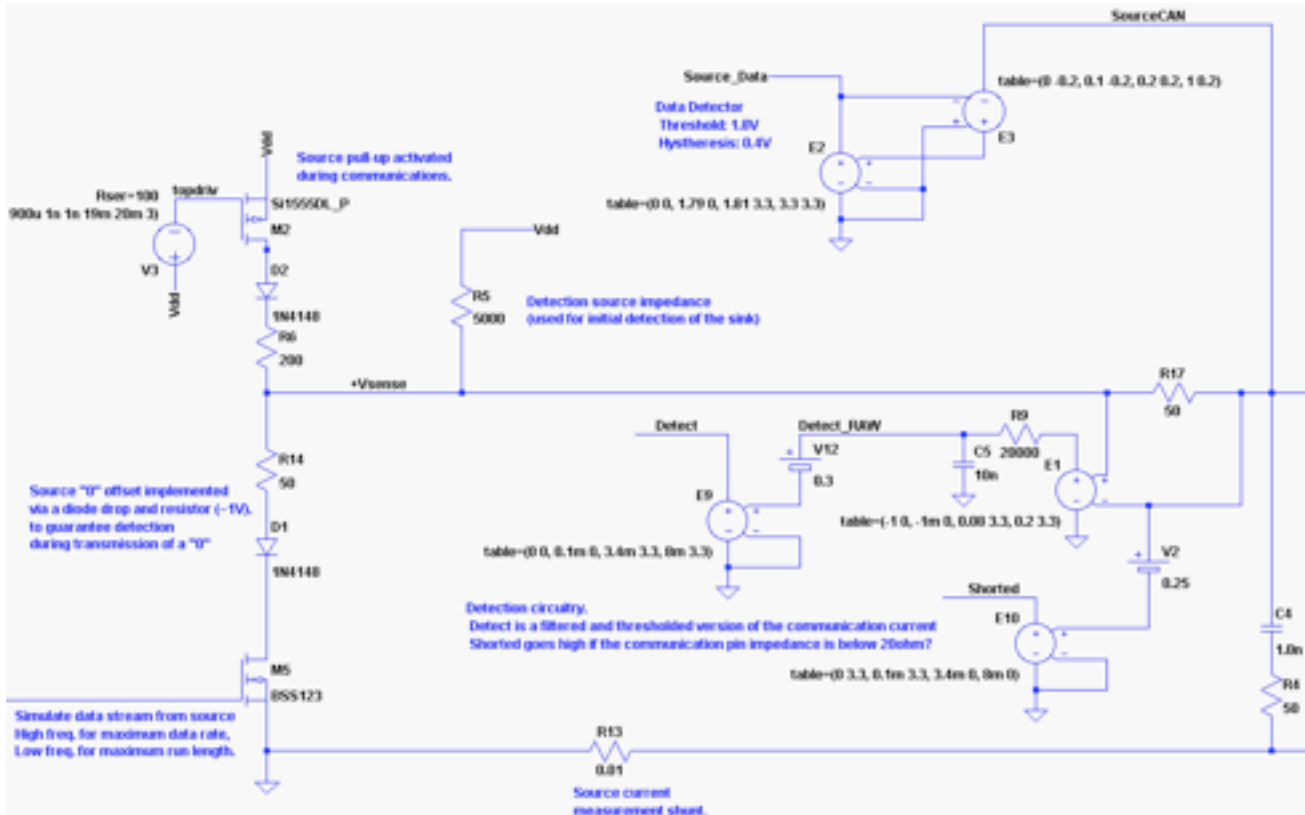 SourceCAN
Source_Data
table=(0 -0.2, 0.1 -0.2, 0.2 0.2, 1 0.2)
Data Detector
Threshold: 1.8V
Hystheresis: 0.4V
E2
E3
Vdd
Source pull-up activated
during communications.
Rser=100
topdriv
Si1555DL_P
900u 1n 1n 19m 20m 3)
M2
table=(0 0, 1.79 0, 1.81 3.3, 3.3 3.3)
V3
Vdd
D2
1N4148
Vdd
R5
5000
Detection source impedance
(used for initial detection of the sink)
R6
200
+Vsense
R17
50
Detect
Detect_RAW
R9
20000
V12
0.3
C5
10n
E1
R14
50
E9
Source "0" offset implemented
via a diode drop and resistor (~1V),
to guarantee detection
during transmission of a "0"
D1
1N4148
table=(-1 0, -1m 0, 0.08 3.3, 0.2 3.3)
table=(0 0, 0.1m 0, 3.4m 3.3, 8m 3.3)
V2
0.25
Shorted
E10
Detection circuitry.
Detect is a filtered and thresholded version of the communication current
Shorted goes high if the communication pin impedance is below 20ohm?
C4
1.0n
table=(0 3.3, 0.1m 3.3, 3.4m 0, 8m 0)
M5
BSS123
R4
50
Simulate data stream from source
High freq. for maximum data rate,
Low freq. for maximum run length.
R13
0.01
Source current
measurement shunt.